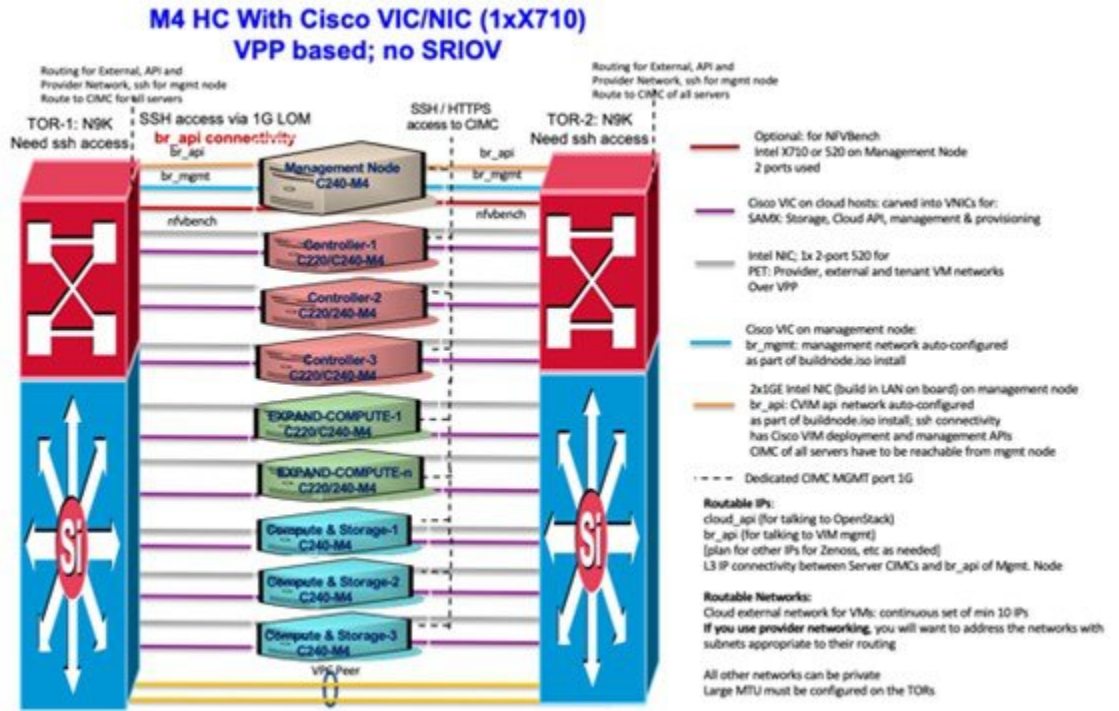 M4 HC With Cisco VIC/NIC (1xX710)
VPP based; no SRIOV
Routing for External, API and
Provider Network, ssh for mgmt node
Route to CIMC for all servers
TOR-1: N9K
Need ssh access
SSH access via 1G LOM
br_api connectivity
SSH / HTTPS
access to CIMC
Routing for External, API and
Provider Network, ssh for mgmt node
Route to CIMC of all servers
TOR-2: N9K
Need ssh access
br_api
br_mgmt
nfvbench
br_api
br_mgmt
nfvbench
Management Node
C240-M4
Controller-1
C220/C240-M4
Controller-2
C220/240-M4
Controller-3
C220/C240-M4
EXPAND-COMPUTE-1
C220/C240-M4
EXPAND-COMPUTE-n
C220/240-M4
Compute & Storage-1
C240-M4
Compute & Storage-2
C240-M4
Compute & Storage-3
C240-M4
VPC Peer
Si
Si
Optional: for NFVBench
Intel X710 or 520 on Management Node
2 ports used
Cisco VIC on cloud hosts: carved into VNICs for:
SAMX: Storage, Cloud API, management & provisioning
Intel NIC; 1x 2-port 520 for
PET: Provider, external and tenant VM networks
Over VPP
Cisco VIC on management node:
br_mgmt: management network auto-configured
as part of buildnode.iso install
2x1GE Intel NIC (build in LAN on board) on management node
br_api: CVIM api network auto-configured
as part of buildnode.iso install; ssh connectivity
has Cisco VIM deployment and management APIs
CIMC of all servers have to be reachable from mgmt node
Dedicated CIMC MGMT port 1G
Routable IPs:
cloud_api (for talking to OpenStack)
br_api (for talking to VIM mgmt)
[plan for other IPs for Zenoss, etc as needed]
L3 IP connectivity between Server CIMCs and br_api of Mgmt. Node
Routable Networks:
Cloud external network for VMs: continuous set of min 10 IPs
If you use provider networking, you will want to address the networks with
subnets appropriate to their routing
All other networks can be private
Large MTU must be configured on the TORs